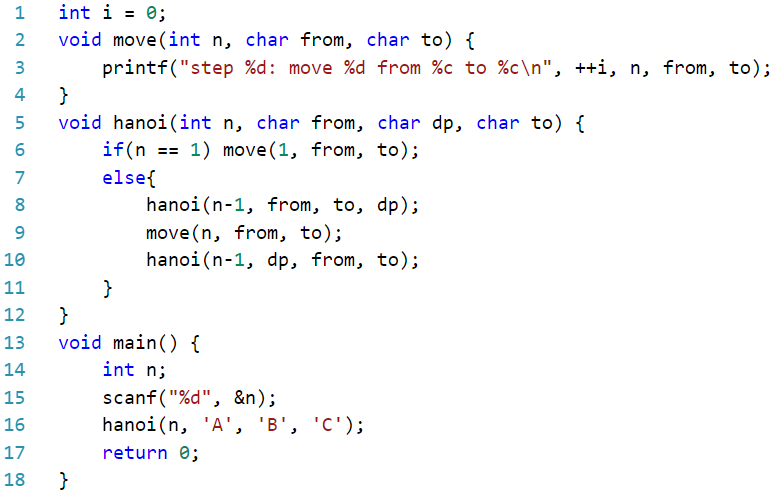 1 int i = 0;
2 void move(int n, char from, char to) {
3     printf("step %d: move %d from %c to %c\n", ++i, n, from, to);
4 }
5 void hanoi(int n, char from, char dp, char to) {
6     if(n == 1) move(1, from, to);
7     else{
8         hanoi(n-1, from, to, dp);
9         move(n, from, to);
10         hanoi(n-1, dp, from, to);
11     }
12 }
13 void main() {
14     int n;
15     scanf("%d", &n);
16     hanoi(n, 'A', 'B', 'C');
17     return 0;
18 }